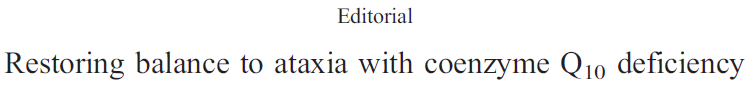 Editorial
Restoring balance to ataxia with coenzyme Q10 deficiency